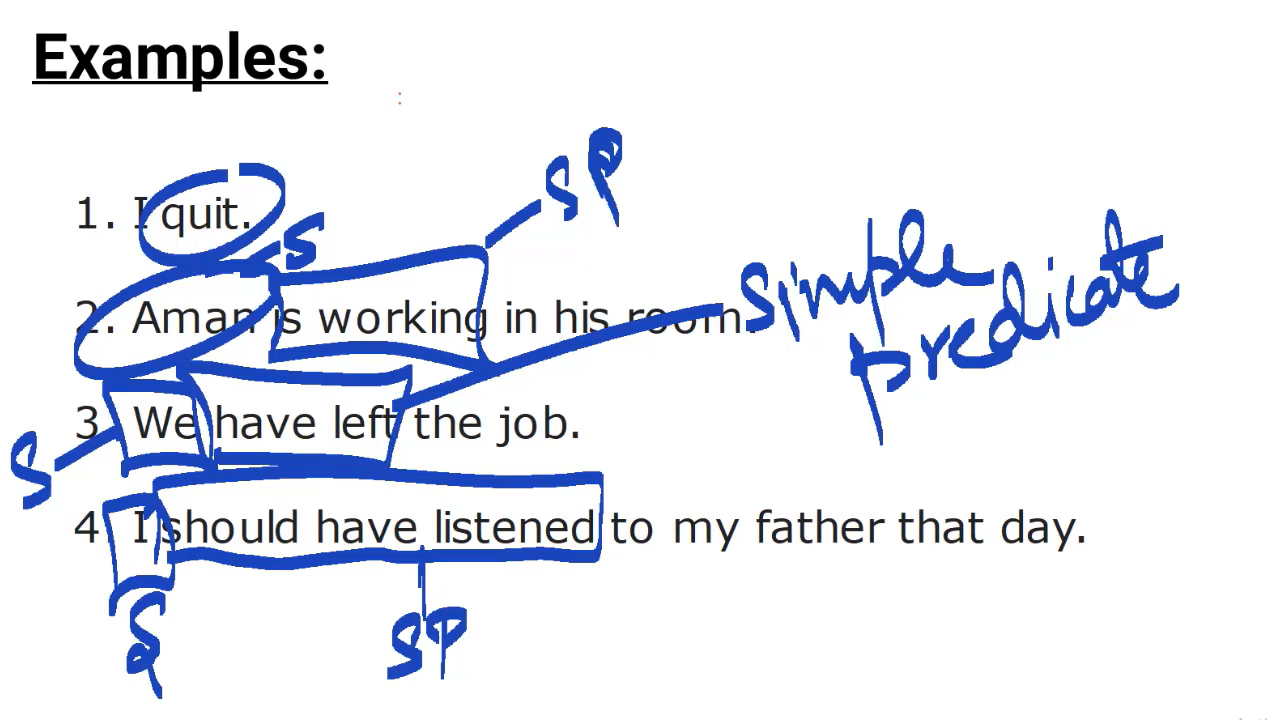 Examples:
SP
1. I quit.
S
2. Aman is working in his room.
simple
predicate
3. We have left the job.
S
4. I should have listened to my father that day.
S
SP